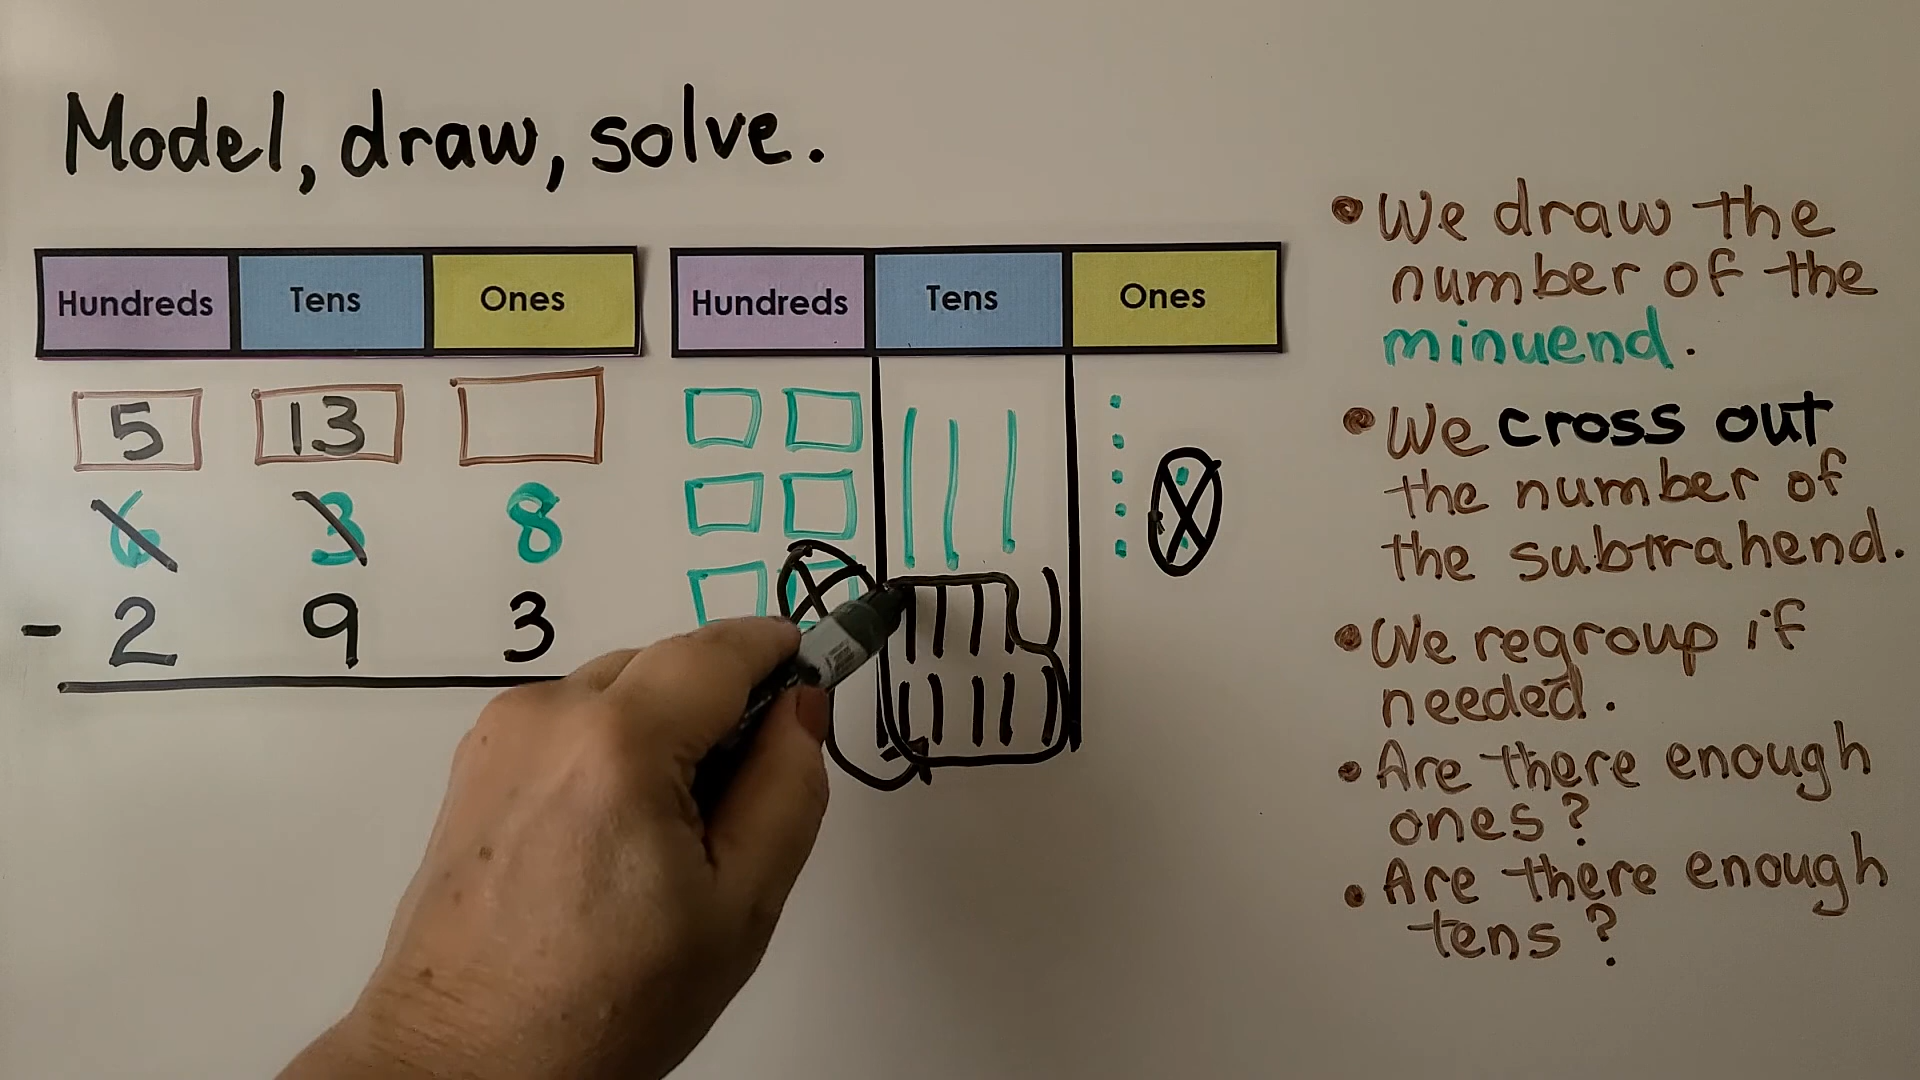 Model, draw, solve.
Hundreds Tens Ones
Hundreds Tens Ones
5 13
6 3 8
- 2 9 3
• We draw the
number of the
minuend.
• We cross out
the number of
the subtrahend.
• We regroup if
needed.
• Are there enough
ones?
• Are there enough
tens?